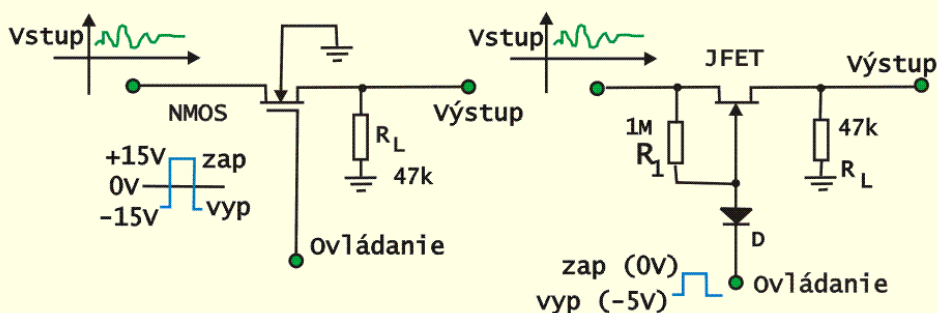 Vstup
NMOS
Výstup
R L
47k
+15V zap
0V
-15V vyp
Ovládanie
Vstup
JFET
Výstup
1M
R1
47k
R L
D
zap (0V)
vyp (-5V)
Ovládanie